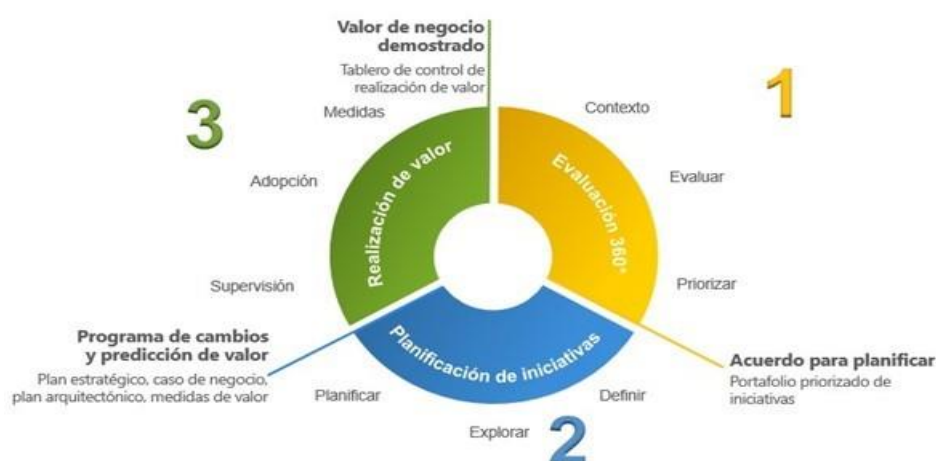 Valor de negocio
demostrado
Tablero de control de
realización de valor
1
Contexto
Evaluar
Evaluación 360°
Priorizar
Acuerdo para planificar
Portafolio priorizado de
iniciativas
2
Definir
Explorar
Planificar
Planificación de iniciativas
Programa de cambios
y predicción de valor
Plan estratégico, caso de negocio,
plan arquitectónico, medidas de valor
3
Supervisión
Adopción
Medidas
Realización de valor